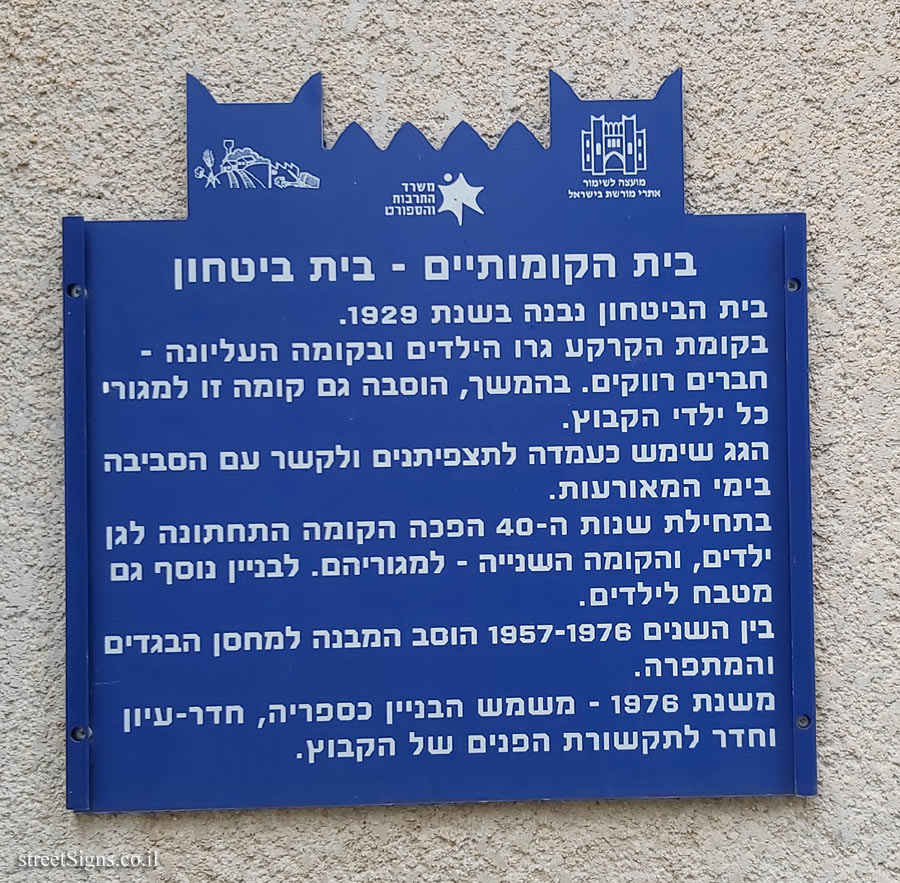 מועצה לשימור
אתרי מורשת בישראל
משרד
התרבות
והספורט
בית הקומותיים - בית ביטחון
בית הביטחון נבנה בשנת 1929.
בקומת הקרקע גרו הילדים ובקומה העליונה -
חברים רווקים. בהמשך, הוסבה גם קומה זו למגורי
כל ילדי הקבוץ.
הגג שימש כעמדה לתצפיתנים ולקשר עם הסביבה
בימי המאורעות.
בתחילת שנות ה-40 הפכה הקומה התחתונה לגן
ילדים, והקומה השנייה - למגוריהם. לבניין נוסף גם
מטבח לילדים.
בין השנים 1957-1976 הוסב המבנה למחסן הבגדים
והמתפרה.
משנת 1976 - משמש הבניין כספריה, חדר-עיון
וחדר לתקשורת הפנים של הקבוץ.
streetSigns.co.il